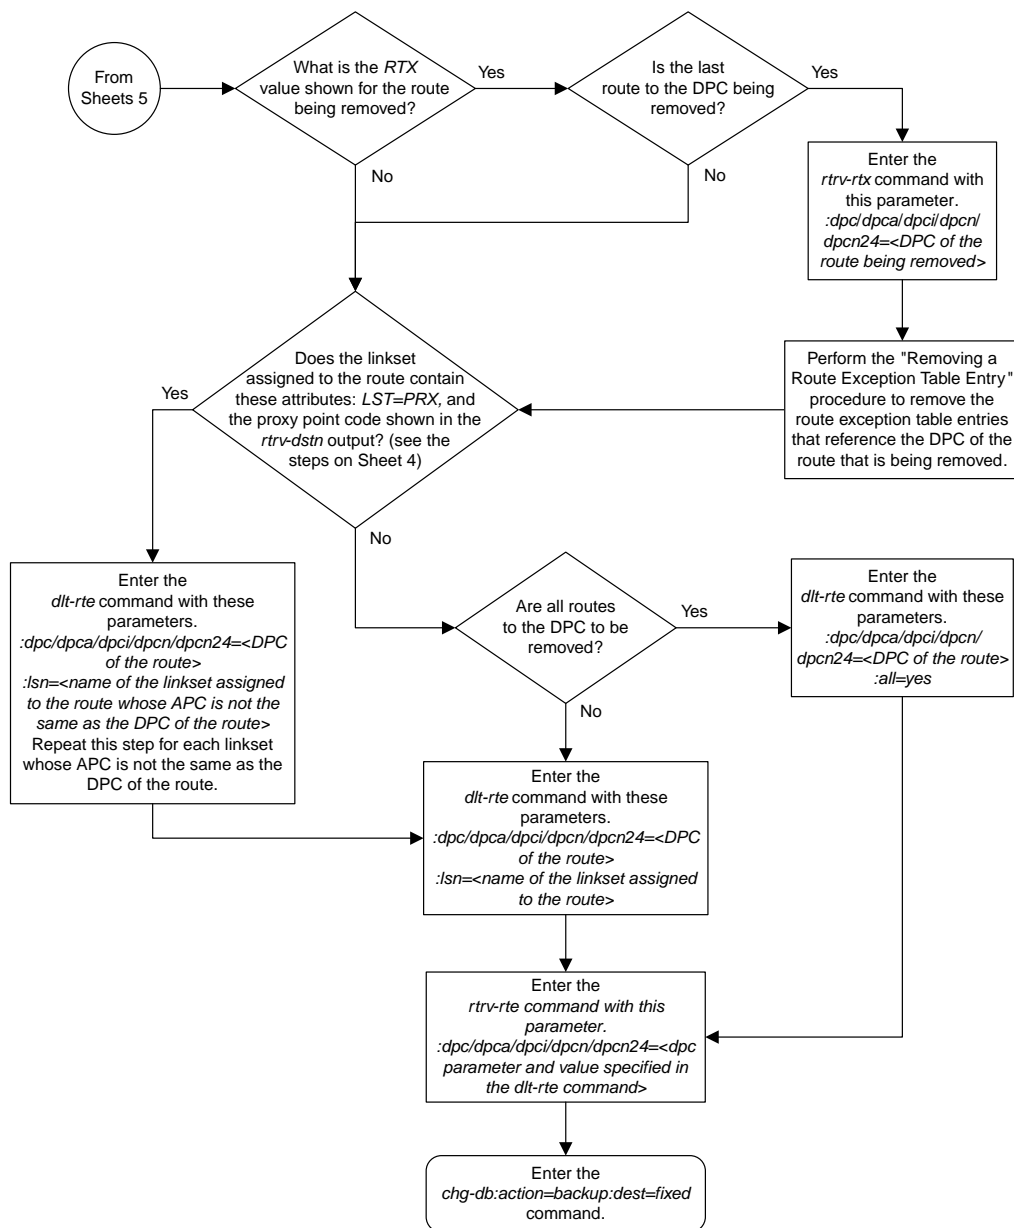 From
Sheets 5
What is the RTX
value shown for the route
being removed?
Yes
No
Is the last
route to the DPC being
removed?
Yes
No
Enter the
rtrv-rtx command with
this parameter.
:dpc/dpca/dpci/dpcn/
dpcn24=<DPC of the
route being removed>
Perform the "Removing a
Route Exception Table Entry"
procedure to remove the
route exception table entries
that reference the DPC of the
route that is being removed.
Does the linkset
assigned to the route contain
these attributes: LST=PRX, and
the proxy point code shown in the
rtrv-dstn output? (see the
steps on Sheet 4)
Yes
No
Enter the
dlt-rte command with these
parameters.
:dpc/dpca/dpci/dpcn/dpcn24=<DPC
of the route>
:lsn=<name of the linkset assigned
to the route whose APC is not the
same as the DPC of the route>
Repeat this step for each linkset
whose APC is not the same as the
DPC of the route.
Are all routes
to the DPC to be
removed?
Yes
No
Enter the
dlt-rte command with these
parameters.
:dpc/dpca/dpci/dpcn/
dpcn24=<DPC of the route>
:all=yes
Enter the
dlt-rte command with these
parameters.
:dpc/dpca/dpci/dpcn/dpcn24=<DPC
of the route>
:lsn=<name of the linkset assigned
to the route>
Enter the
rtrv-rte command with this
parameter.
:dpc/dpca/dpci/dpcn/dpcn24=<dpc
parameter and value specified in
the dlt-rte command>
Enter the
chg-db:action=backup:dest=fixed
command.